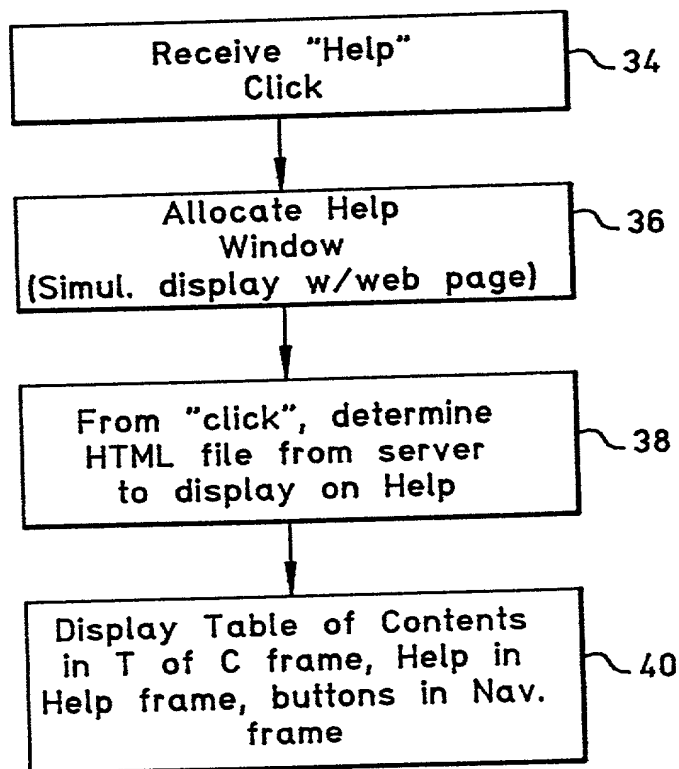 Receive "Help"
Click
34
Allocate Help
Window
(Simul. display w/web page)
36
From "click", determine
HTML file from server
to display on Help
38
Display Table of Contents
in T of C frame, Help in
Help frame, buttons in Nav.
frame
40